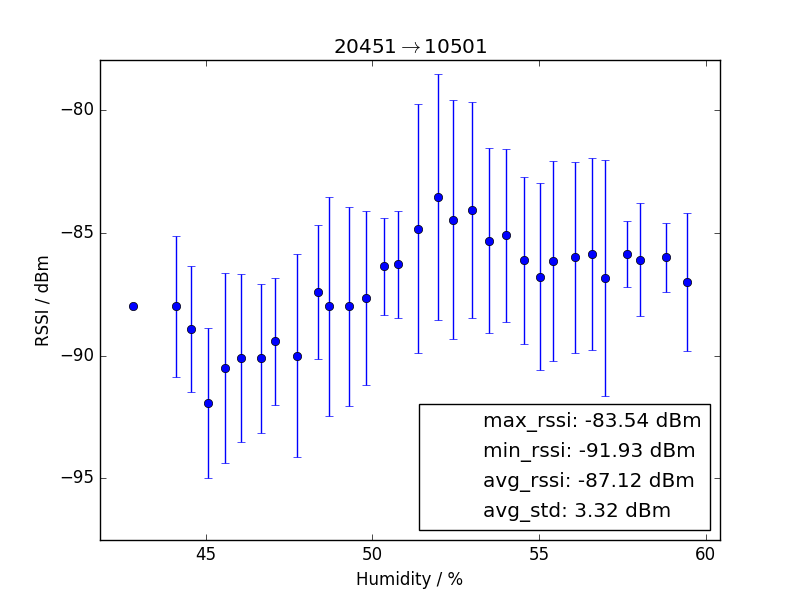 20451→10501
−80
−85
−90
−95
RSSI / dBm
max_rssi: -83.54 dBm
min_rssi: -91.93 dBm
avg_rssi: -87.12 dBm
avg_std: 3.32 dBm
45 50 55 60
Humidity / %